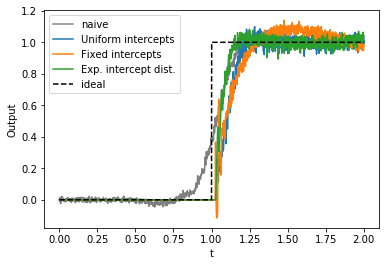 naive
Uniform intercepts
Fixed intercepts
Exp. intercept dist.
ideal
1.2
1.0
0.8
0.6
0.4
0.2
0.0
Output
0.00 0.25 0.50 0.75 1.00 1.25 1.50 1.75 2.00
t